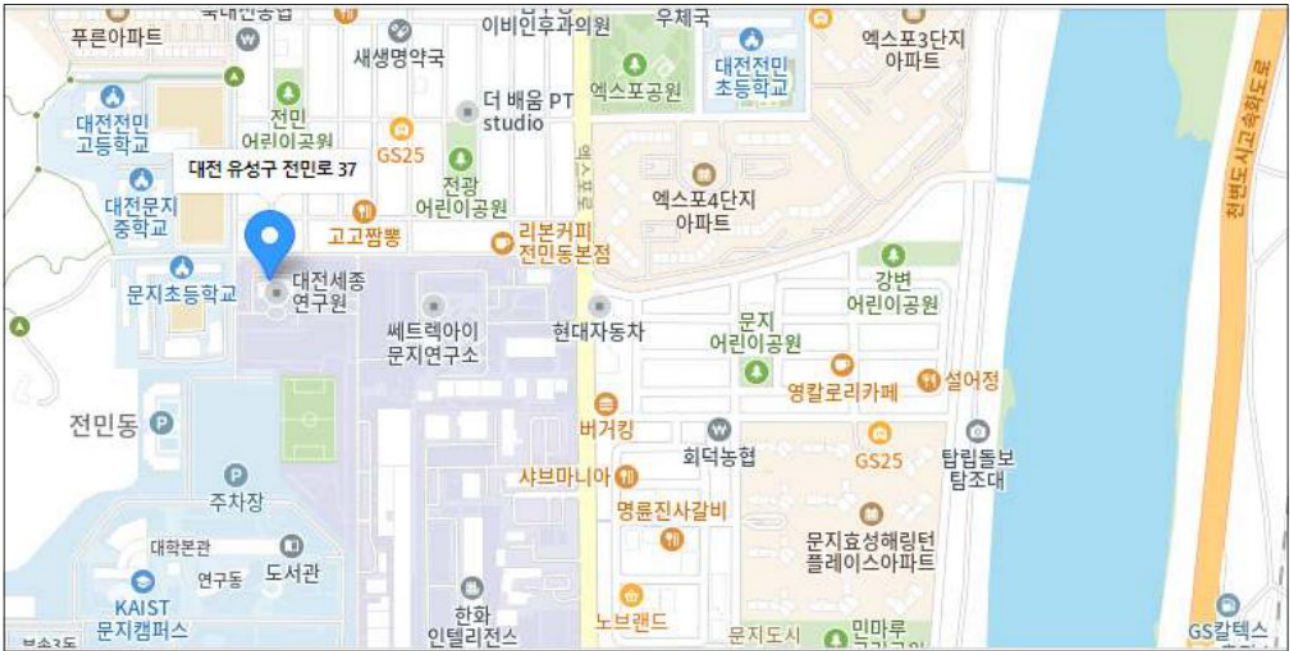 푸른아파트
새생명약국
이비인후과의원
우체국
엑스포3단지
아파트
엑스포공원
대전전민
초등학교
천변도시고속화도로
대전전민
고등학교
전민
어린이공원
더 배움 PT
studio
GS25
대전 유성구 전민로 37
전광
어린이공원
엑스포로
엑스포4단지
아파트
대전문지
중학교
고고짬뽕
리본커피
전민동본점
문지초등학교
대전세종
연구원
강변
어린이공원
쎄트렉아이
문지연구소
현대자동차
문지
어린이공원
영칼로리카페
설어정
전민동
버거킹
회덕농협
GS25
탑립돌보
탐조대
주차장
샤브마니아
명륜진사갈비
문지효성해링턴
플레이스아파트
대학본관
연구동
도서관
KAIST
문지캠퍼스
한화
인텔리전스
노브랜드
문지도시
민마루
GS칼텍스